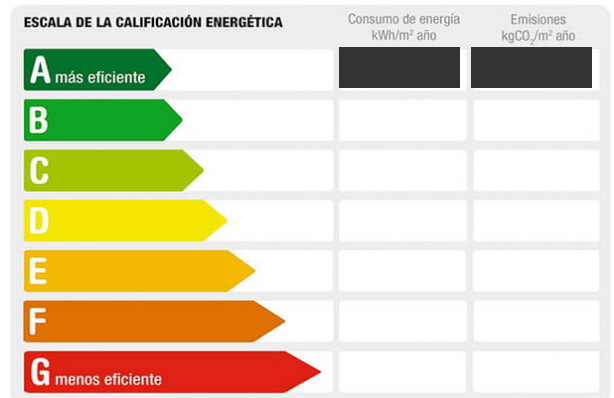 ESCALA DE LA CALIFICACIÓN ENERGÉTICA
Consumo de energía
kWh/m² año
Emisiones
kgCO₂/m² año
A más eficiente
B
C
D
E
F
G menos eficiente